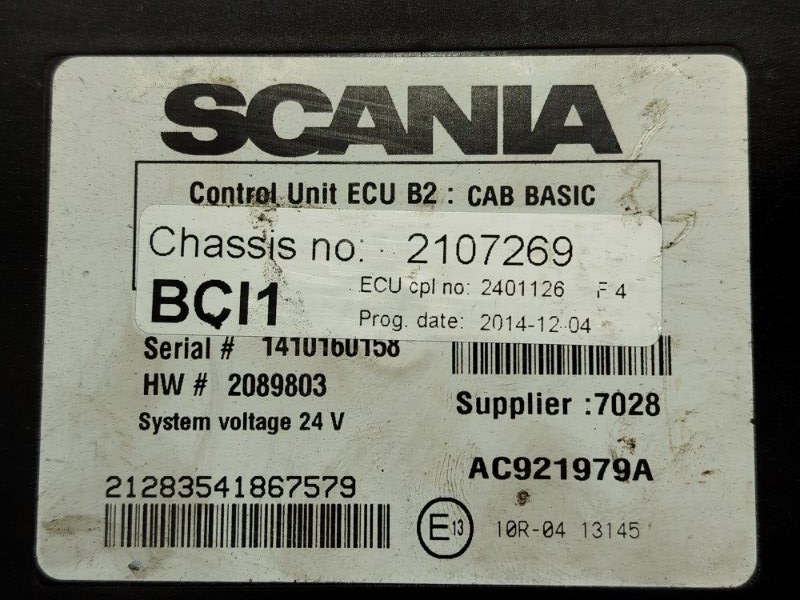 SCANIA
Control Unit ECU B2 : CAB BASIC
Chassis no: 2107269
BCI1
ECU cpl no: 2401126 F 4
Prog. date: 2014-12-04
Serial # 1410160158
HW # 2089803
Supplier :7028
System voltage 24 V
AC921979A
21283541867579
E13 10R-04 13145